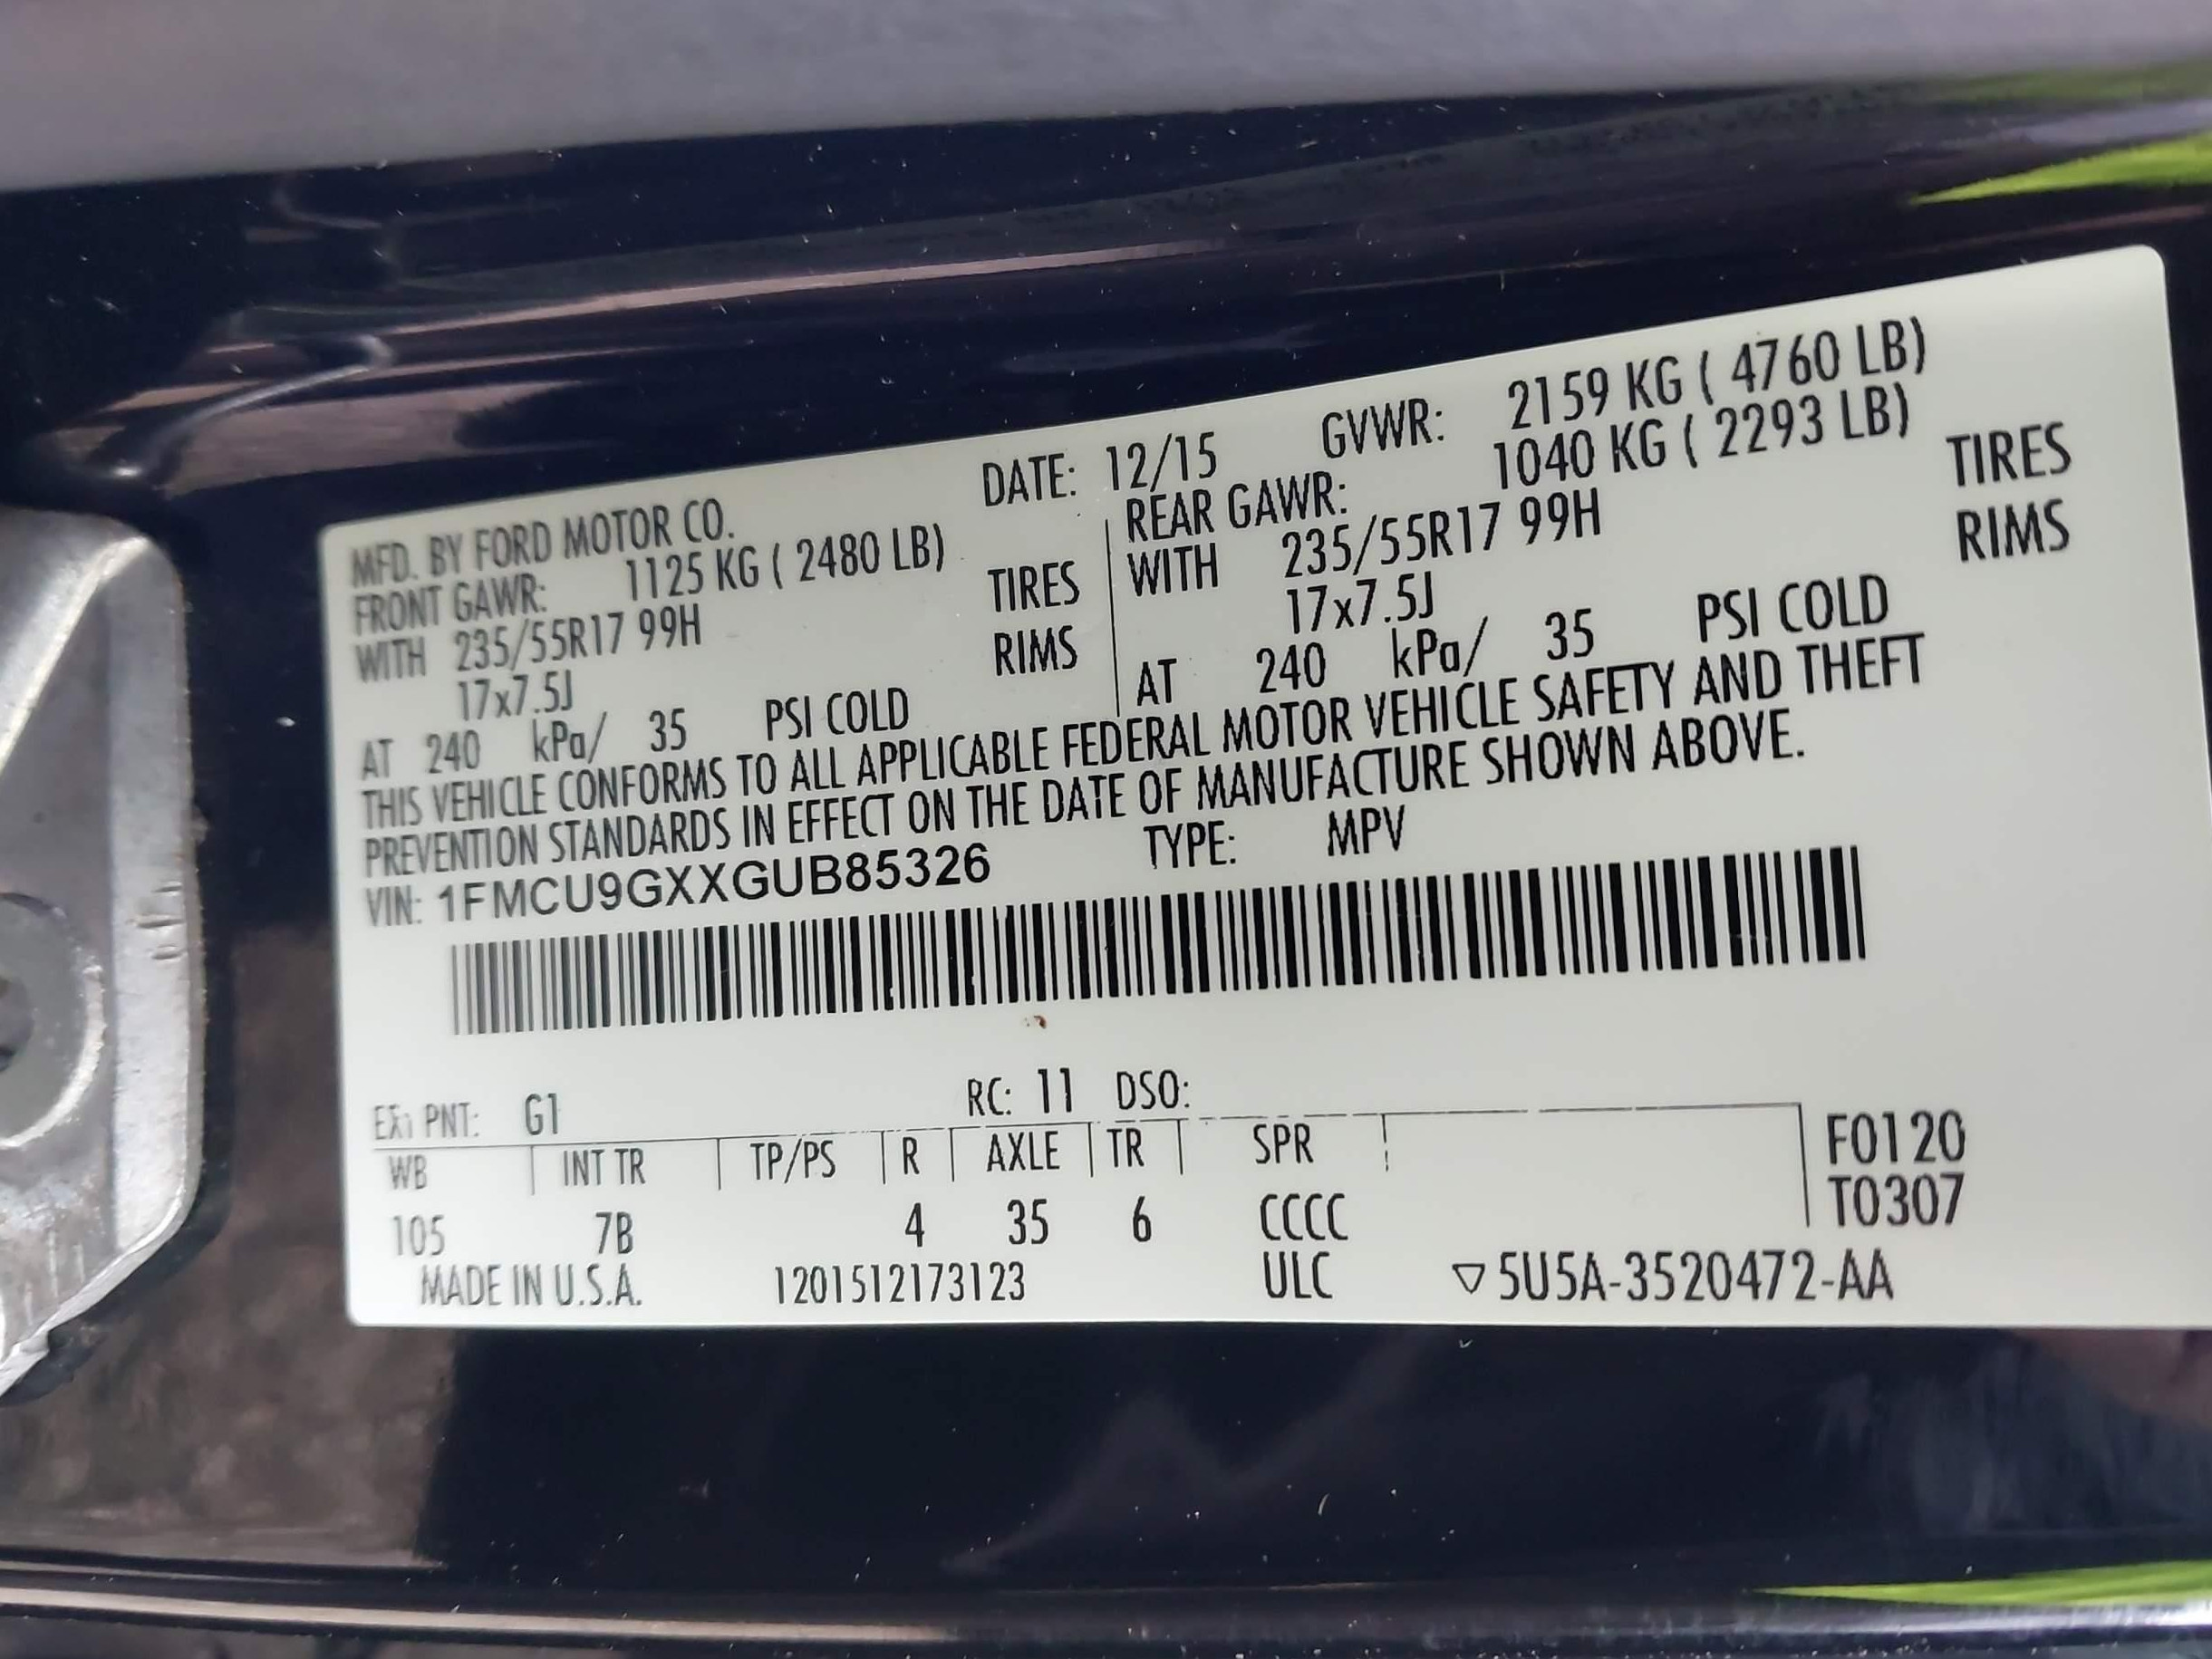 MFD. BY FORD MOTOR CO. DATE: 12/15 GVWR: 2159 KG ( 4760 LB)
FRONT GAWR: 1125 KG ( 2480 LB) REAR GAWR: 1040 KG ( 2293 LB)
WITH 235/55R17 99H TIRES WITH 235/55R17 99H TIRES
17x7.5J RIMS 17x7.5J RIMS
AT 240 kPa/ 35 PSI COLD AT 240 kPa/ 35 PSI COLD
THIS VEHICLE CONFORMS TO ALL APPLICABLE FEDERAL MOTOR VEHICLE SAFETY AND THEFT
PREVENTION STANDARDS IN EFFECT ON THE DATE OF MANUFACTURE SHOWN ABOVE.
VIN: 1FMCU9GXXGUB85326 TYPE: MPV
EXT PNT: G1 RC: 11 DSO:
WB INT TR TP/PS R AXLE TR SPR F0120
105 7B 4 35 6 CCCC T0307
MADE IN U.S.A. 1201512173123 ULC ▽5U5A-3520472-AA